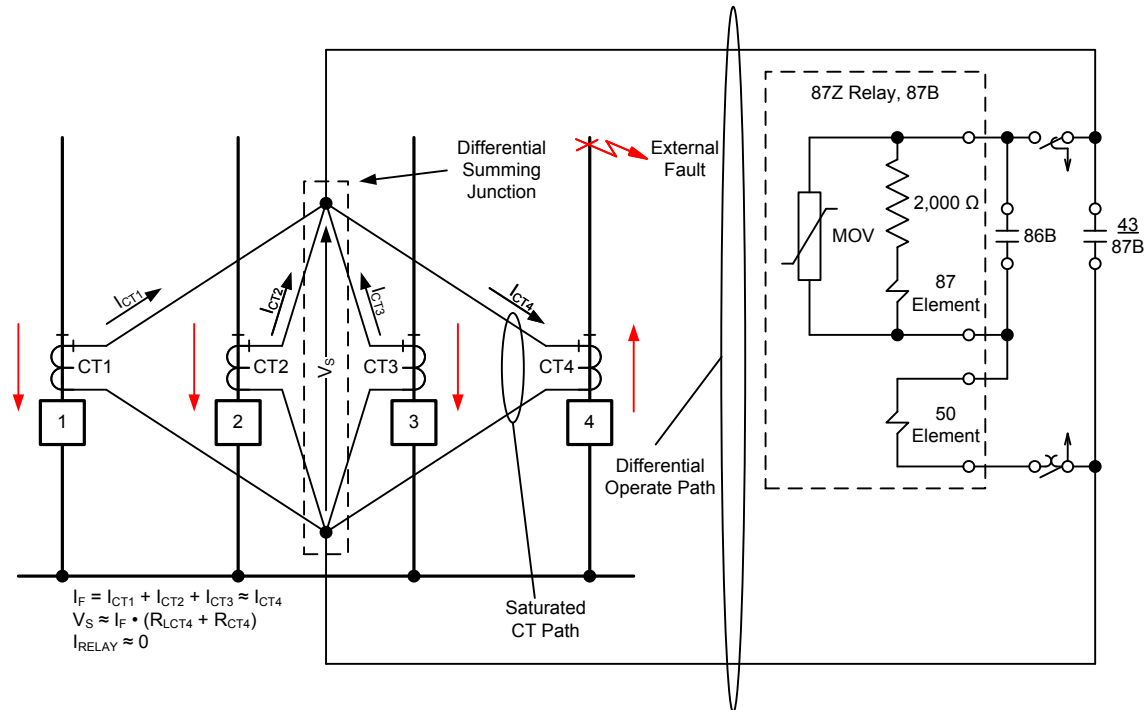 87Z Relay, 87B
Differential
Summing
Junction
External
Fault
2,000 Ω
MOV
86B
43
87B
87
Element
I_CT1
I_CT2
I_CT3
I_CT4
V_S
CT1
CT2
CT3
CT4
1
2
3
4
50
Element
Differential
Operate Path
Saturated
CT Path
I_F = I_CT1 + I_CT2 + I_CT3 ≈ I_CT4
V_S ≈ I_F • (R_LCT4 + R_CT4)
I_RELAY ≈ 0